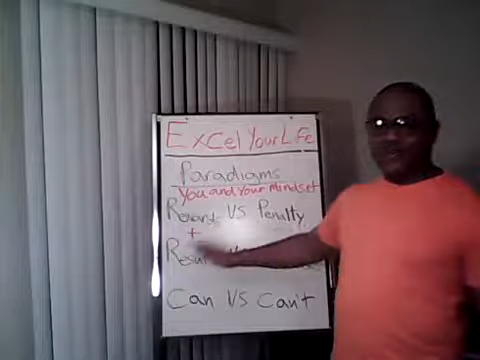 ExCel Your Life
Paradigms
You and Your Mindset
Reward VS Penalty
+
Can VS Can't